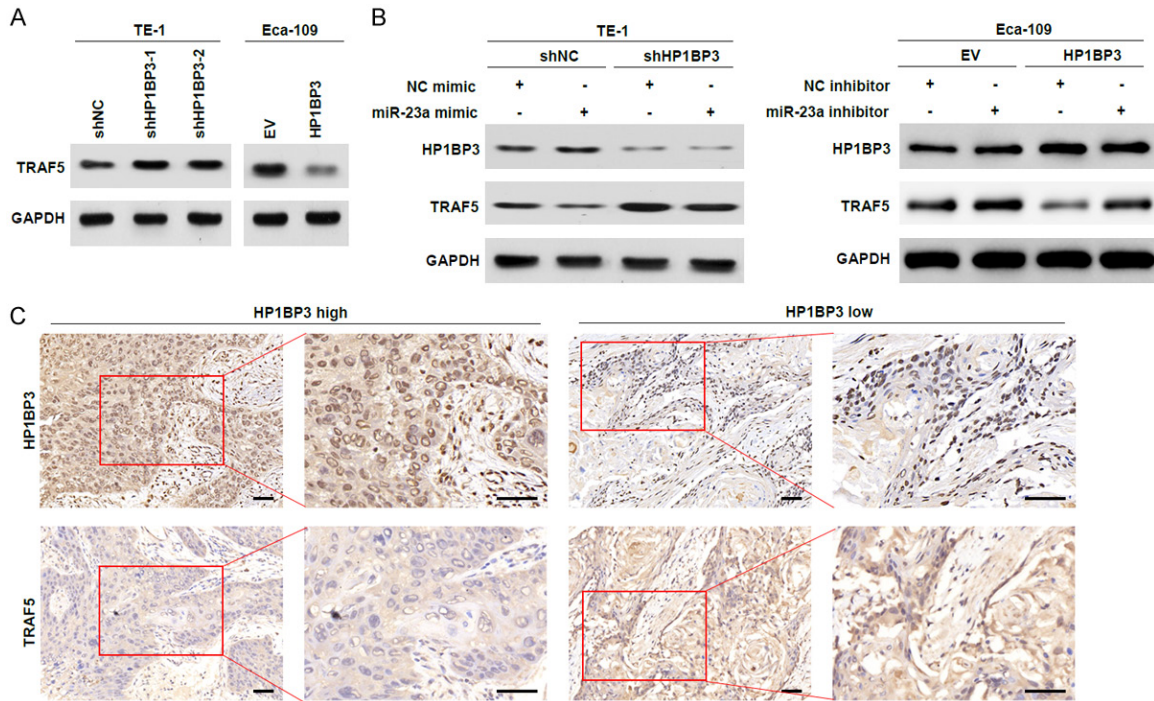 A
TE-1
Eca-109
shNC
shHP1BP3-1
shHP1BP3-2
EV
HP1BP3
TRAF5
GAPDH
B
TE-1
shNC
shHP1BP3
NC mimic + - + -
miR-23a mimic - + - +
HP1BP3
TRAF5
GAPDH
Eca-109
EV
HP1BP3
NC inhibitor + - + -
miR-23a inhibitor - + - +
HP1BP3
TRAF5
GAPDH
C
HP1BP3 high
HP1BP3 low
HP1BP3
TRAF5